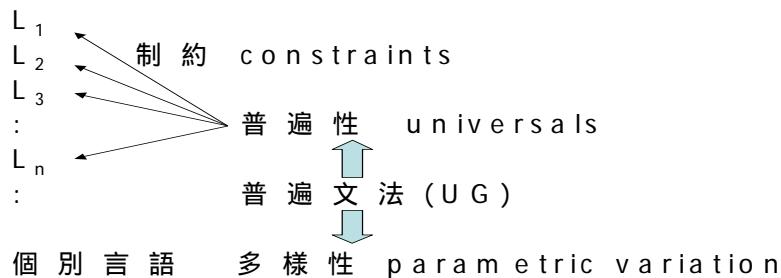 L₁
L₂ 制約 constraints
L₃
: 普遍性 universals
Lₙ
: 普遍文法(UG)
個別言語 多様性 parametric variation